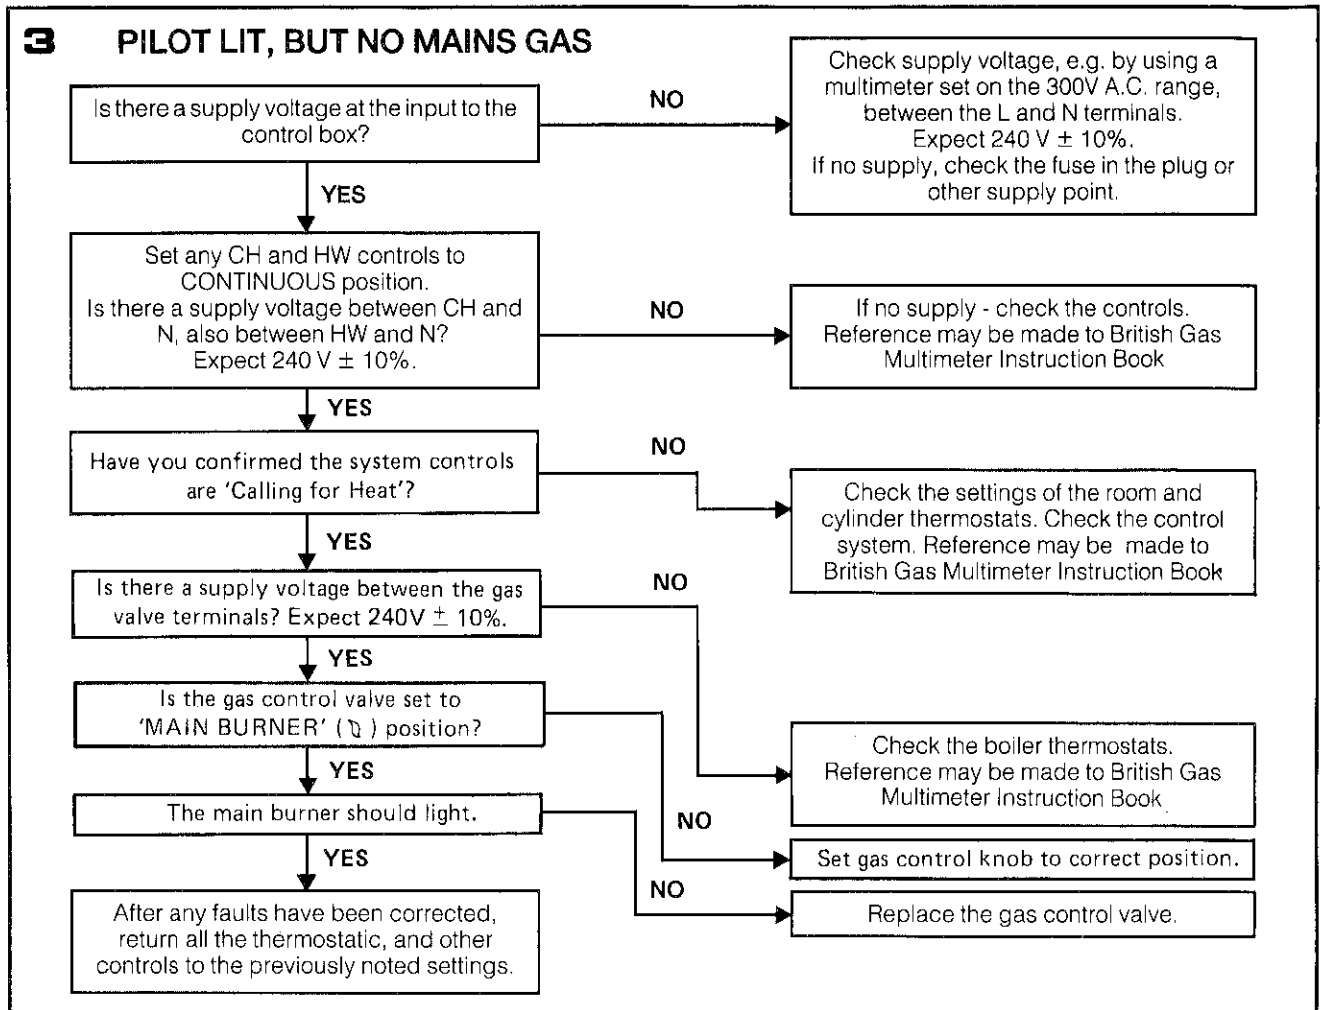 3 PILOT LIT, BUT NO MAINS GAS
Is there a supply voltage at the input to the
control box?
NO
Check supply voltage, e.g. by using a
multimeter set on the 300V A.C. range,
between the L and N terminals.
Expect 240 V ± 10%.
If no supply, check the fuse in the plug or
other supply point.
YES
Set any CH and HW controls to
CONTINUOUS position.
Is there a supply voltage between CH and
N, also between HW and N?
Expect 240 V ± 10%.
NO
If no supply - check the controls.
Reference may be made to British Gas
Multimeter Instruction Book
YES
Have you confirmed the system controls
are 'Calling for Heat'?
NO
Check the settings of the room and
cylinder thermostats. Check the control
system. Reference may be made to
British Gas Multimeter Instruction Book
YES
Is there a supply voltage between the gas
valve terminals? Expect 240V ± 10%.
NO
Check the boiler thermostats.
Reference may be made to British Gas
Multimeter Instruction Book
YES
Is the gas control valve set to
'MAIN BURNER' ( ) position?
NO
Set gas control knob to correct position.
YES
The main burner should light.
NO
Replace the gas control valve.
YES
After any faults have been corrected,
return all the thermostatic, and other
controls to the previously noted settings.